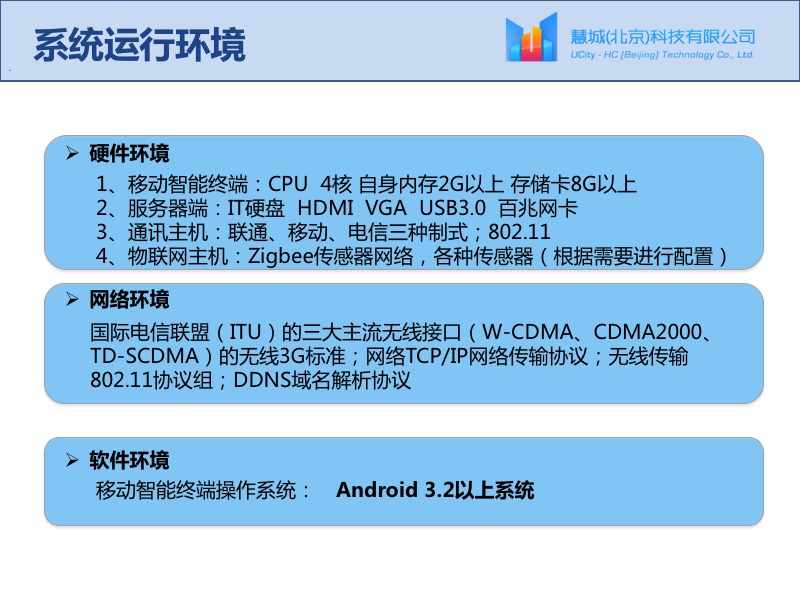 系统运行环境
慧城(北京)科技有限公司
UCity - HC (Beijing) Technology Co., Ltd.
➢ 硬件环境
1、移动智能终端：CPU 4核 自身内存2G以上 存储卡8G以上
2、服务器端：IT硬盘 HDMI VGA USB3.0 百兆网卡
3、通讯主机：联通、移动、电信三种制式；802.11
4、物联网主机：Zigbee传感器网络，各种传感器（根据需要进行配置）
➢ 网络环境
国际电信联盟（ITU）的三大主流无线接口（W-CDMA、CDMA2000、
TD-SCDMA）的无线3G标准；网络TCP/IP网络传输协议；无线传输
802.11协议组；DDNS域名解析协议
➢ 软件环境
移动智能终端操作系统： Android 3.2以上系统